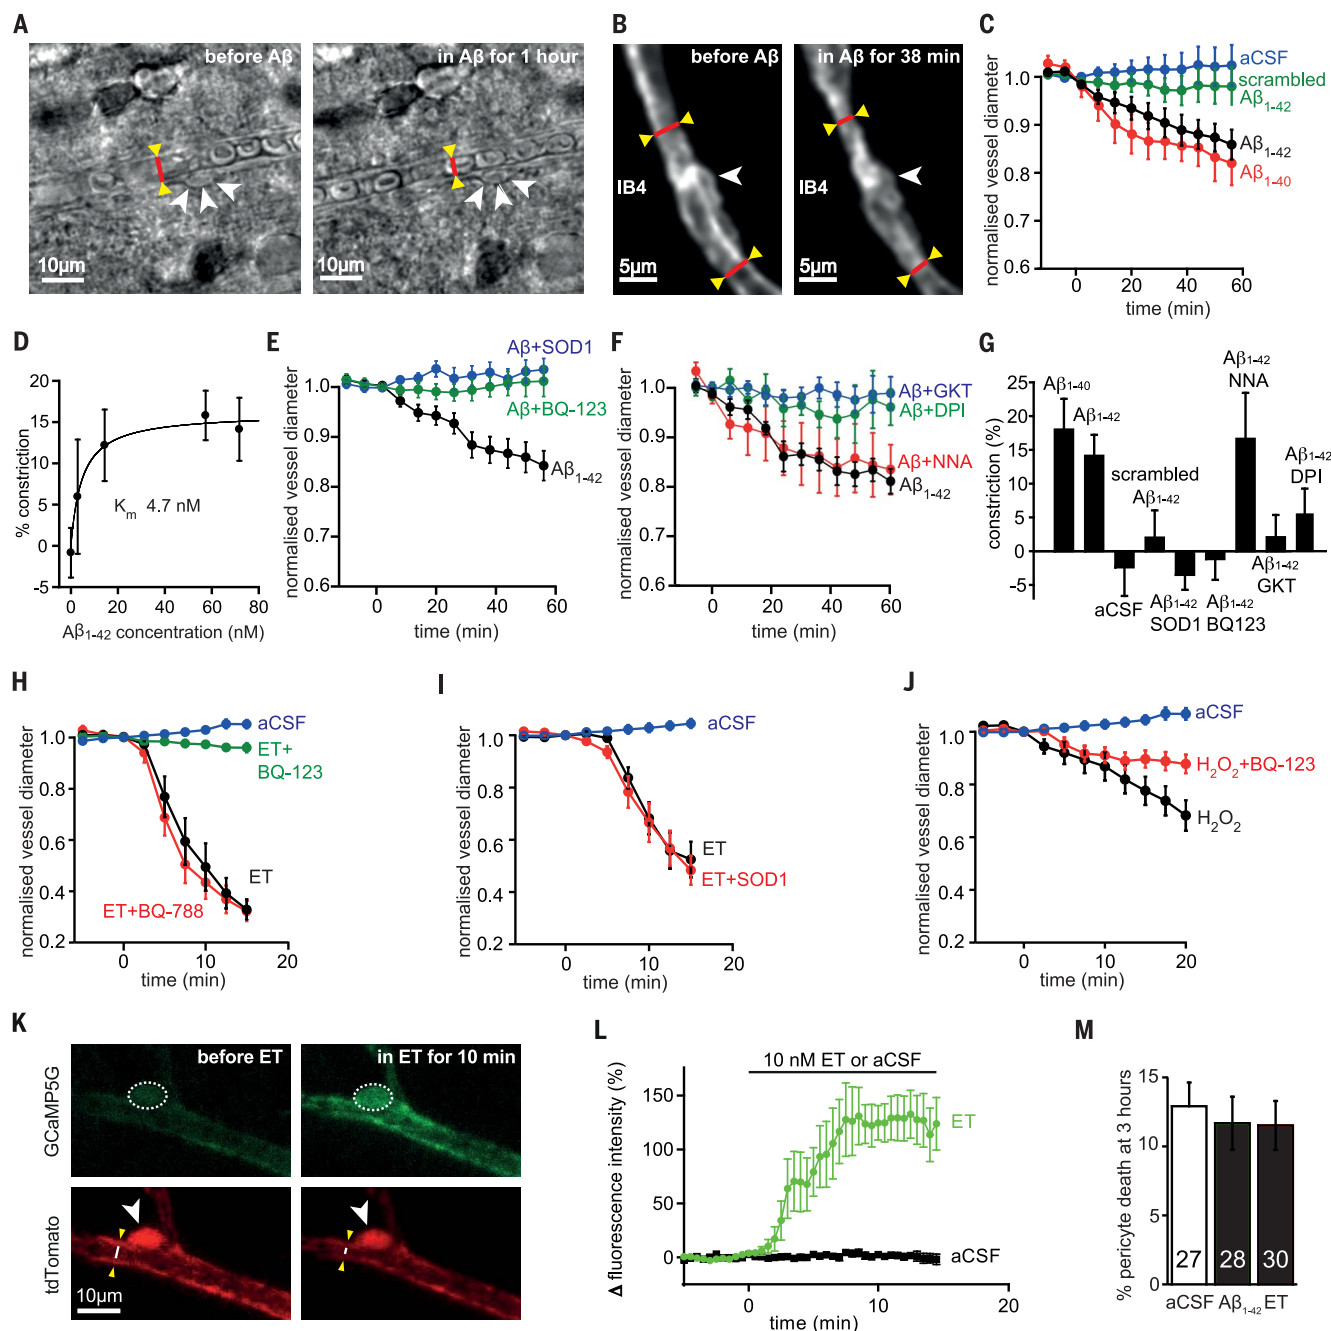 A
before Aβ
10µm
in Aβ for 1 hour
10µm
B
before Aβ
IB4
5µm
in Aβ for 38 min
5µm
C
normalised vessel diameter
1.0
0.9
0.8
0.7
0.6
0
20
40
60
time (min)
aCSF
scrambled
Aβ1-42
Aβ1-42
Aβ1-40
D
% constriction
20
15
10
5
0
-5
Km 4.7 nM
0
20
40
60
80
Aβ1-42 concentration (nM)
E
normalised vessel diameter
1.0
0.9
0.8
0.7
0.6
Aβ+SOD1
Aβ+BQ-123
Aβ1-42
0
20
40
60
time (min)
F
normalised vessel diameter
1.0
0.9
0.8
0.7
0.6
Aβ+GKT
Aβ+DPI
Aβ+NNA
Aβ1-42
0
20
40
60
time (min)
G
constriction (%)
25
20
15
10
5
0
-5
Aβ1-40
Aβ1-42
aCSF
scrambled
Aβ1-42
Aβ1-42
SOD1
Aβ1-42
BQ123
Aβ1-42
NNA
Aβ1-42
GKT
Aβ1-42
DPI
H
normalised vessel diameter
1.0
0.8
0.6
0.4
0.2
aCSF
ET+
BQ-123
ET
ET+BQ-788
0
10
20
time (min)
I
normalised vessel diameter
1.0
0.8
0.6
0.4
0.2
aCSF
ET
ET+SOD1
0
10
20
time (min)
J
normalised vessel diameter
1.0
0.8
0.6
0.4
0.2
aCSF
H2O2+BQ-123
H2O2
0
10
20
time (min)
K
before ET
in ET for 10 min
GCaMP5G
tdTomato
10µm
L
10 nM ET or aCSF
Δ fluorescence intensity (%)
150
100
50
0
ET
aCSF
0
10
20
time (min)
M
% pericyte death at 3 hours
15
10
5
0
27
28
30
aCSF
Aβ1-42
ET